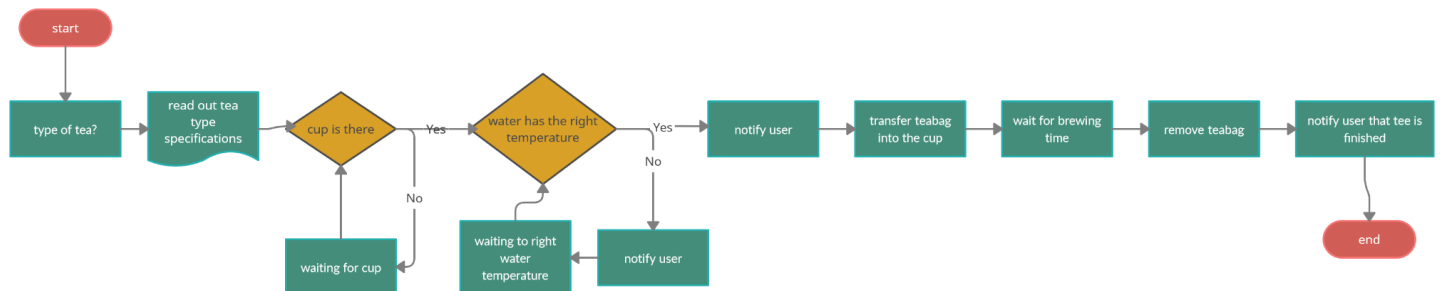 start
type of tea?
read out tea
type
specifications
cup is there
Yes
No
waiting for cup
water has the right
temperature
Yes
No
notify user
waiting to right
water
temperature
notify user
transfer teabag
into the cup
wait for brewing
time
remove teabag
notify user that tee is
finished
end